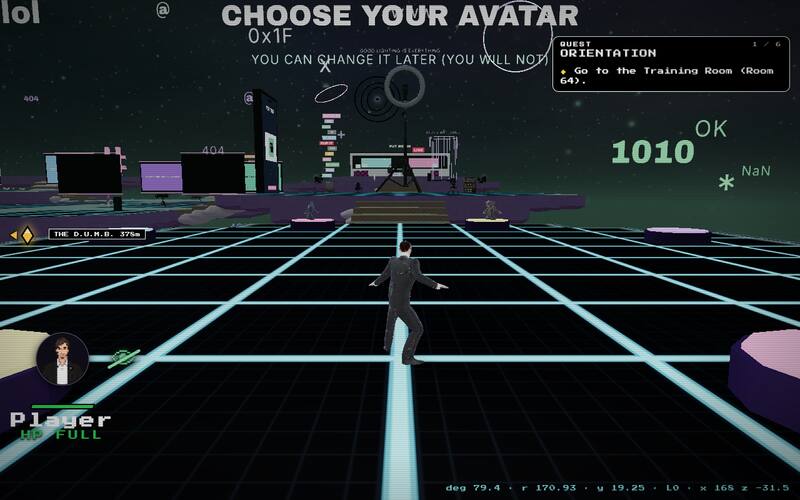 lol
@
CHOOSE YOUR AVATAR
0x1F
GOOD LIGHTING IS EVERYTHING
YOU CAN CHANGE IT LATER (YOU WILL NOT)
X
QUEST
1 / 6
ORIENTATION
Go to the Training Room (Room
64).
404
@
404
OK
1010
NaN
*
THE D.U.M.B. 378m
Player
HP FULL
deg 79.4 · r 170.93 · y 19.25 · L0 · x 168 z -31.5